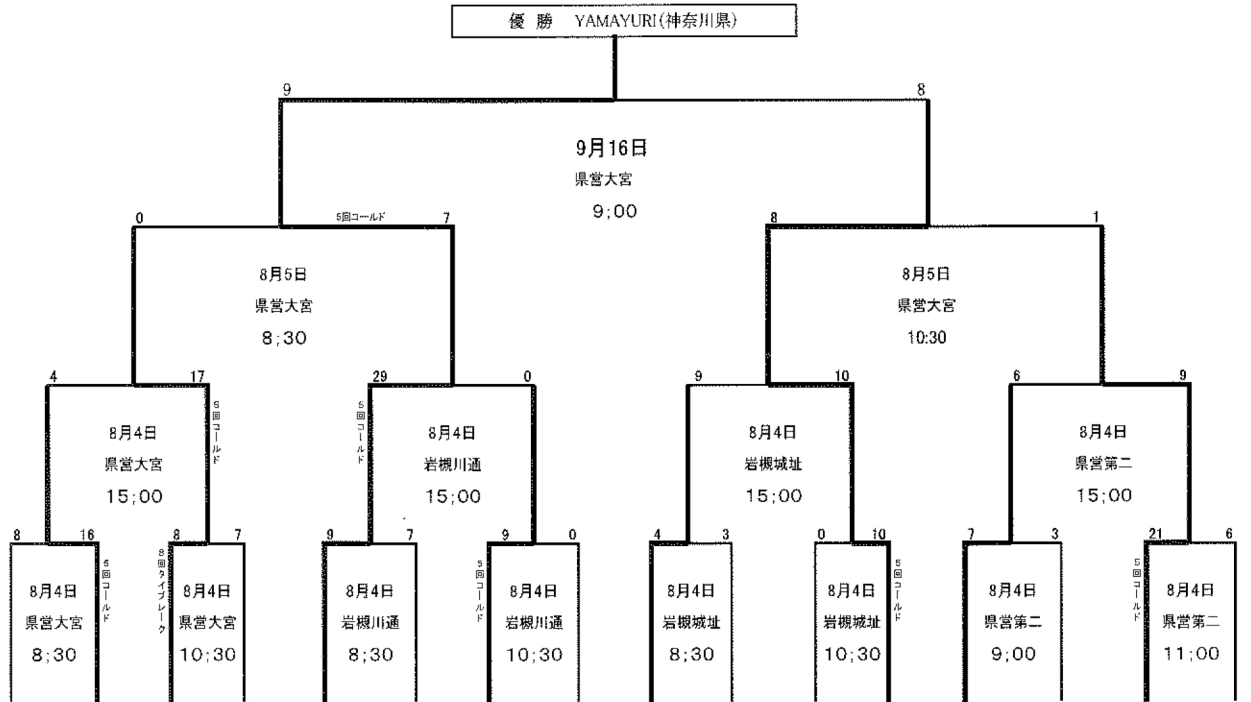 優 勝 YAMAYURI(神奈川県)
9 8
9月16日
県営大宮
9;00
0 5回コールド 7 8 1
8月5日 8月5日
県営大宮 県営大宮
8;30 10:30
4 17 29 0 9 10 6 9
5回コールド 5回コールド
8月4日 8月4日 8月4日 8月4日
県営大宮 岩槻川通 岩槻城址 県営第二
15;00 15;00 15;00 15;00
8 16 8 7 9 7 9 0 4 3 0 10 7 3 21 6
5回コールド 8回タイブレーク 5回コールド 5回コールド 5回コールド
8月4日 8月4日 8月4日 8月4日 8月4日 8月4日 8月4日 8月4日
県営大宮 県営大宮 岩槻川通 岩槻川通 岩槻城址 岩槻城址 県営第二 県営第二
8;30 10;30 8;30 10;30 8;30 10;30 9;00 11;00